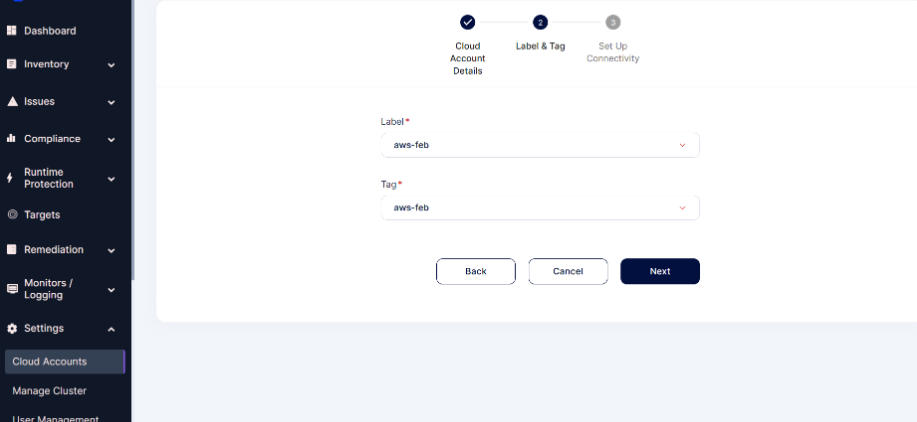 Dashboard
Inventory
Issues
Compliance
Runtime
Protection
Targets
Remediation
Monitors /
Logging
Settings
Cloud Accounts
Manage Cluster
User Management
2
3
Cloud
Account
Details
Label & Tag
Set Up
Connectivity
Label*
aws-feb
Tag*
aws-feb
Back
Cancel
Next